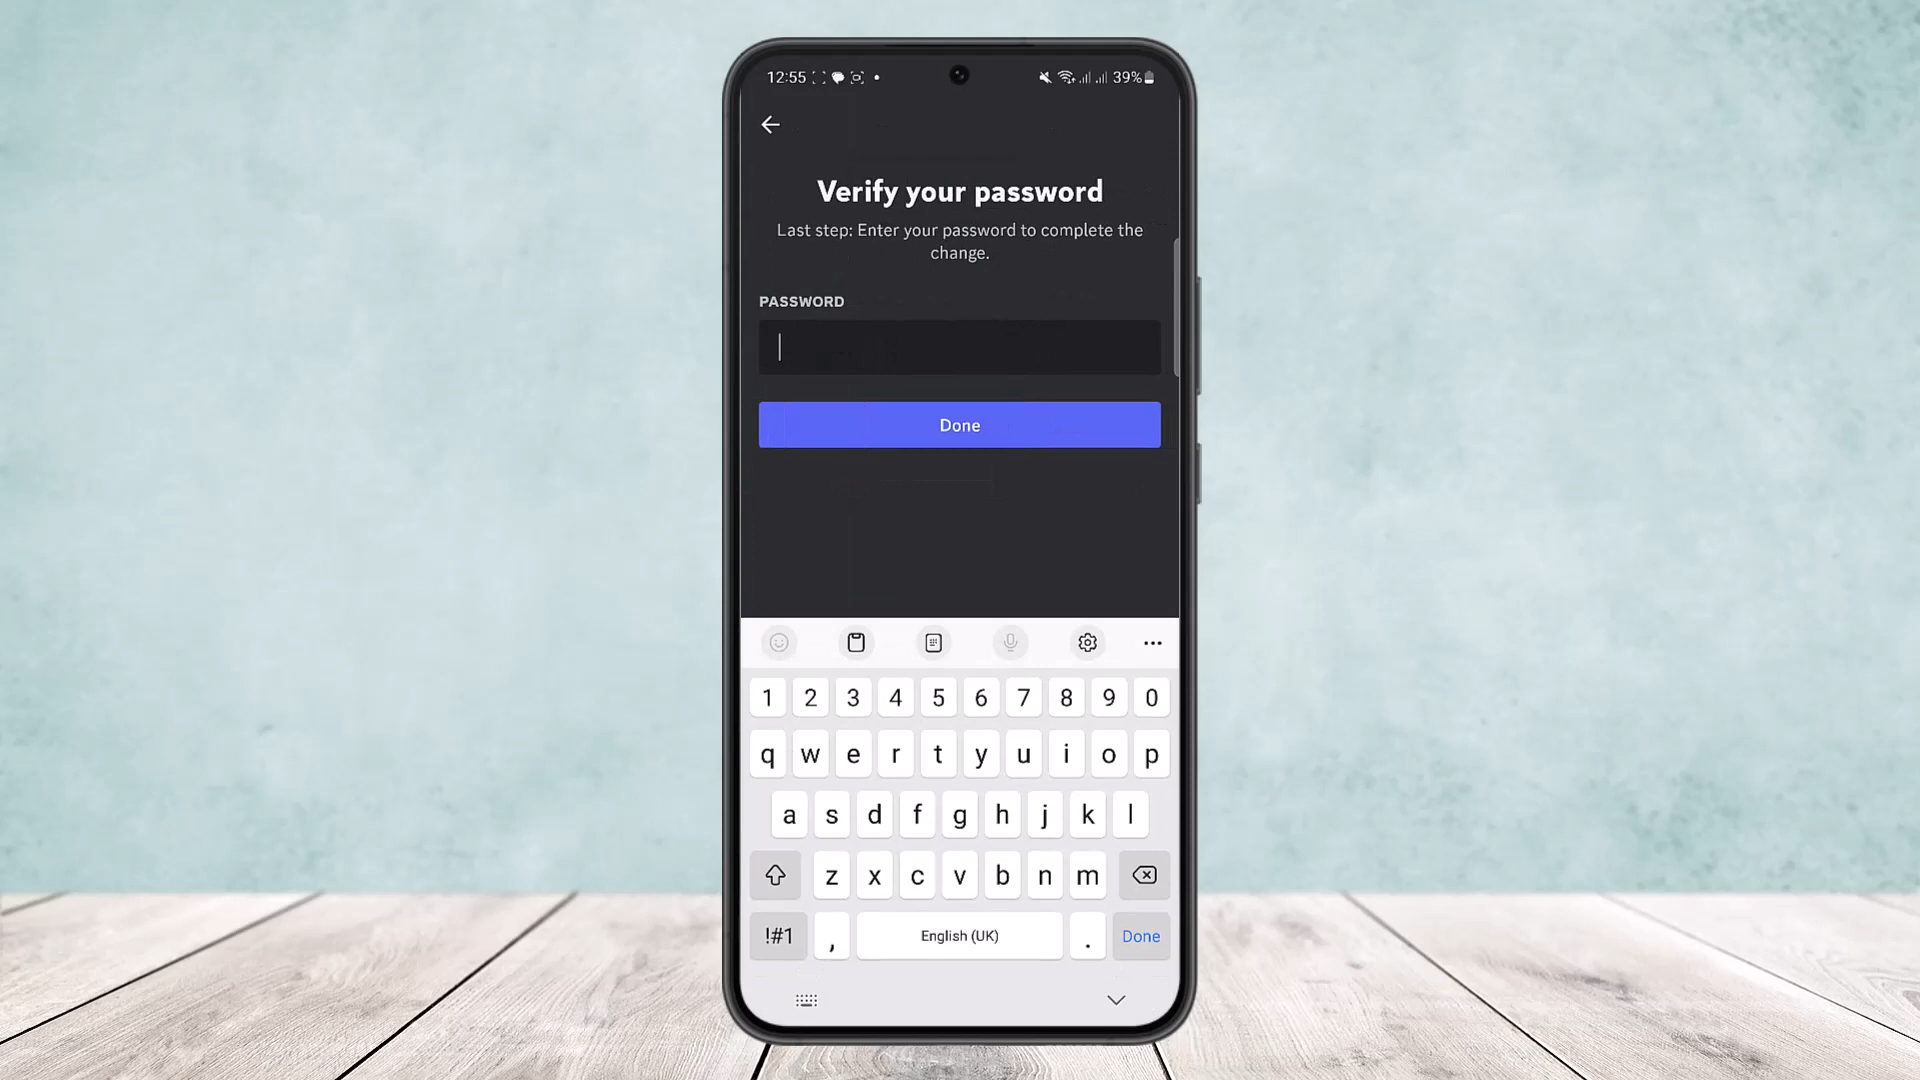 12:55 39%
Verify your password
Last step: Enter your password to complete the
change.
PASSWORD
Done
1 2 3 4 5 6 7 8 9 0
q w e r t y u i o p
a s d f g h j k l
z x c v b n m
!#1 , English (UK) . Done